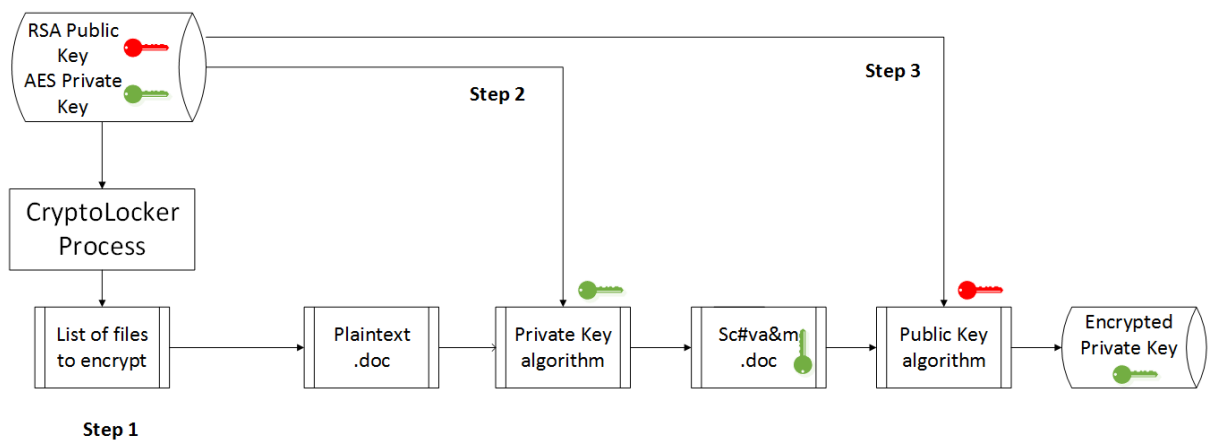 RSA Public
Key
AES Private
Key
Step 2
Step 3
CryptoLocker
Process
List of files
to encrypt
Plaintext
.doc
Private Key
algorithm
Sc#va&m
.doc
Public Key
algorithm
Encrypted
Private Key
Step 1